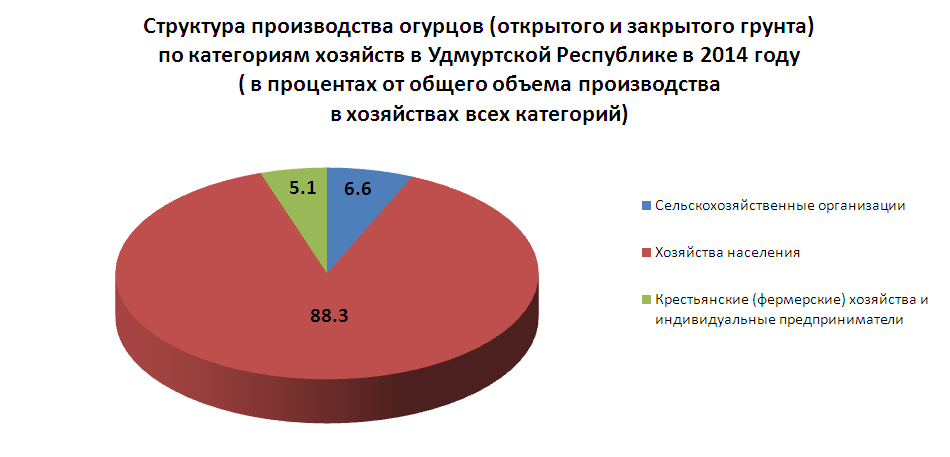 Структура производства огурцов (открытого и закрытого грунта)
по категориям хозяйств в Удмуртской Республике в 2014 году
( в процентах от общего объема производства
в хозяйствах всех категорий)
5.1
6.6
88.3
Сельскохозяйственные организации
Хозяйства населения
Крестьянские (фермерские) хозяйства и
индивидуальные предприниматели